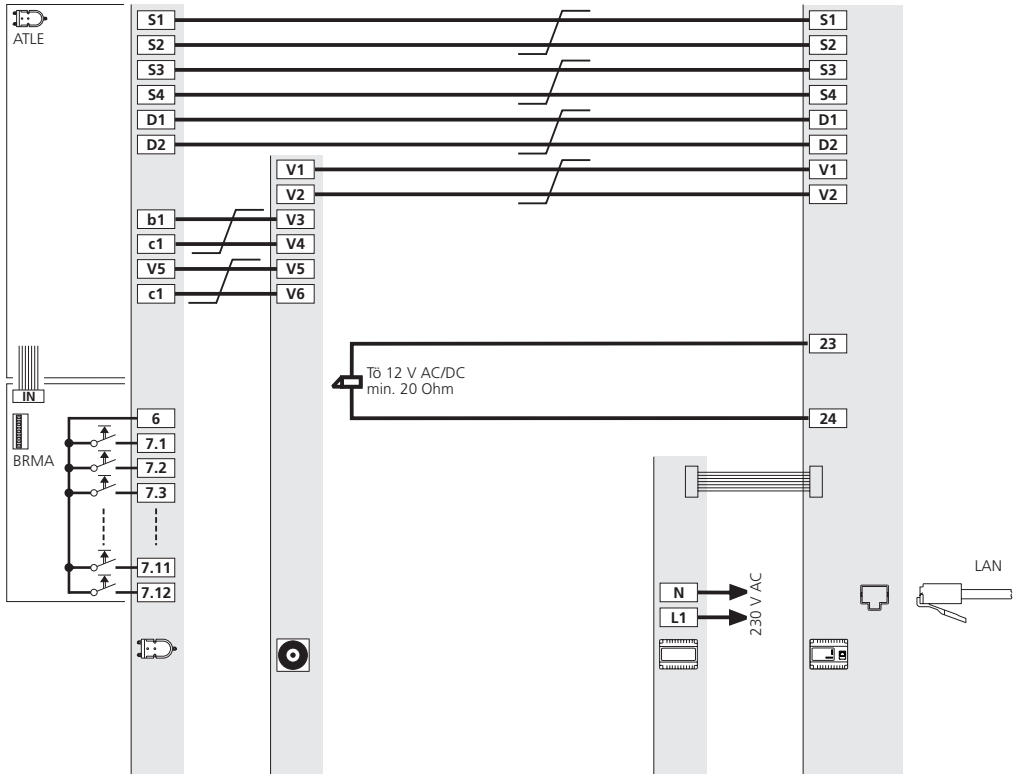 ATLE
S1 S1
S2 S2
S3 S3
S4 S4
D1 D1
D2 D2
V1 V1
V2 V2
b1 V3
c1 V4
V5 V5
c1 V6
23
Tö 12 V AC/DC
min. 20 Ohm
IN
6 24
BRMA
7.1
7.2
7.3
7.11
7.12
N
L1
230 V AC
LAN